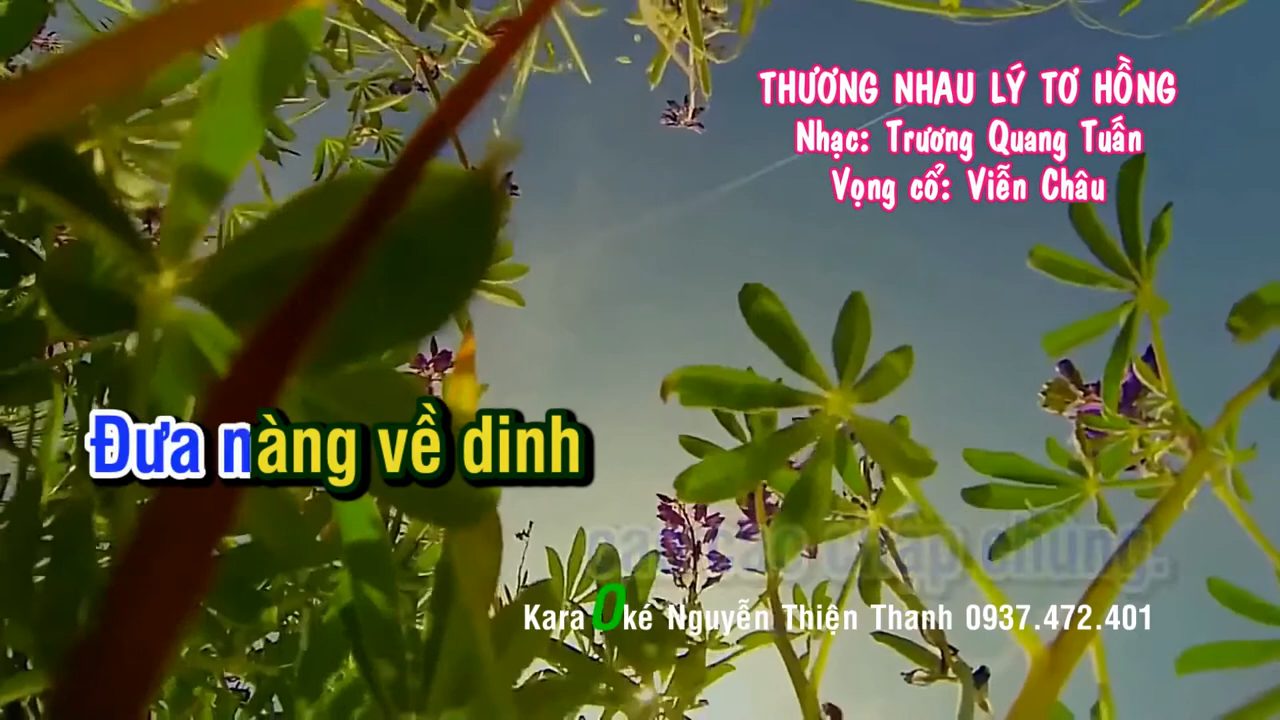 THƯƠNG NHAU LÝ TƠ HỒNG
Nhạc: Trương Quang Tuấn
Vọng cổ: Viễn Châu
Đưa nàng về dinh
chùng.
KaraOké Nguyễn Thiện Thanh 0937.472.401